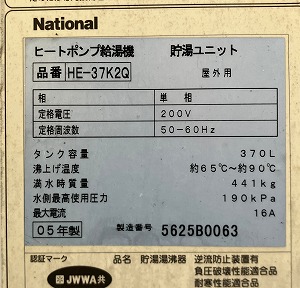 National
ヒートポンプ給湯機 貯湯ユニット
品番 HE-37K2Q 屋外用
相 単相
定格電圧 200V
定格周波数 50-60Hz
タンク容量 370L
沸上げ温度 約65℃〜約90℃
満水時質量 441kg
水側最高使用圧力 190kPa
最大電流 16A
05年製 製造番号 5625B0063
認証マーク 品名 貯湯湯沸器 逆流防止装置有
JWWA共 負圧破壊性能適合品
耐寒性能適合品